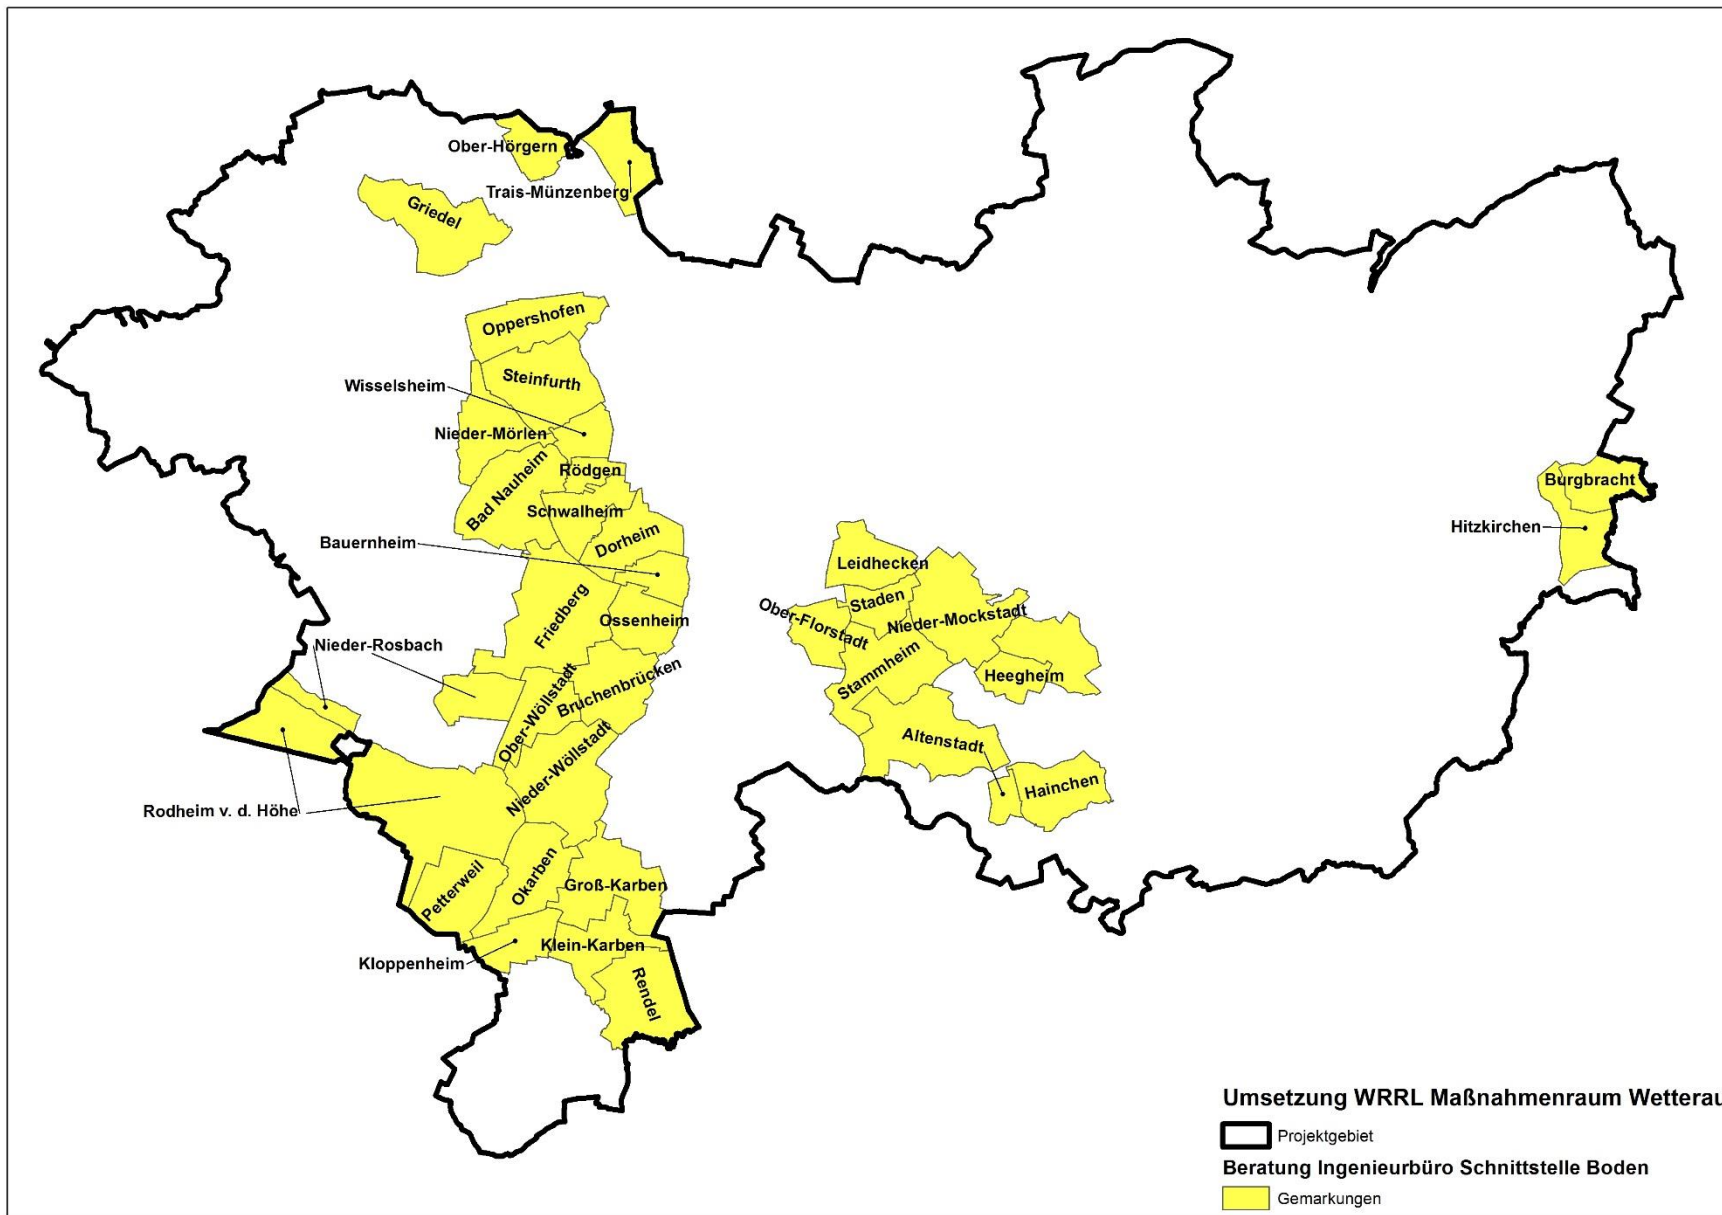 Ober-Hörgern
Trais-Münzenberg
Griedel
Oppershofen
Steinfurth
Wisselsheim
Nieder-Mörlen
Bad Nauheim
Rödgen
Schwalheim
Dorheim
Bauernheim
Friedberg
Ossenheim
Nieder-Rosbach
Ober-Wöllstadt
Bruchenbrücken
Nieder-Wöllstadt
Rodheim v. d. Höhe
Petterweil
Okarben
Groß-Karben
Kloppenheim
Klein-Karben
Rendel
Leidhecken
Staden
Ober-Florstadt
Nieder-Mockstadt
Stammheim
Heegheim
Altenstadt
Hainchen
Burgbracht
Hitzkirchen
Umsetzung WRRL Maßnahmenraum Wetterau
Projektgebiet
Beratung Ingenieurbüro Schnittstelle Boden
Gemarkungen